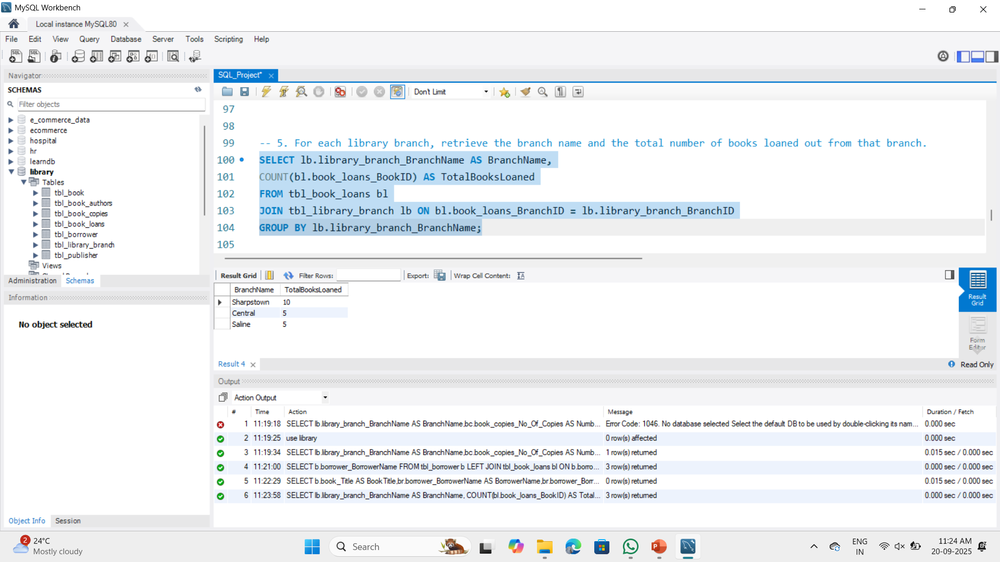 MySQL Workbench
Local instance MySQL80
File Edit View Query Database Server Tools Scripting Help
Navigator
SCHEMAS
Filter objects
e_commerce_data
ecommerce
hospital
hr
learndb
library
Tables
tbl_book
tbl_book_authors
tbl_book_copies
tbl_book_loans
tbl_borrower
tbl_library_branch
tbl_publisher
Views
Administration Schemas
Information
No object selected
Object Info Session
SQL_Project*
Don't Limit
97
98
99 -- 5. For each library branch, retrieve the branch name and the total number of books loaned out from that branch.
100 SELECT lb.library_branch_BranchName AS BranchName,
101 COUNT(bl.book_loans_BookID) AS TotalBooksLoaned
102 FROM tbl_book_loans bl
103 JOIN tbl_library_branch lb ON bl.book_loans_BranchID = lb.library_branch_BranchID
104 GROUP BY lb.library_branch_BranchName;
105
Result Grid Filter Rows: Export: Wrap Cell Content:
BranchName TotalBooksLoaned
Sharpstown 10
Central 5
Saline 5
Result Grid
Form Editor
Result 4
Read Only
Output
Action Output
# Time Action Message Duration / Fetch
1 11:19:18 SELECT lb.library_branch_BranchName AS BranchName,bc.book_copies_No_Of_Copies AS Numb... Error Code: 1046. No database selected Select the default DB to be used by double-clicking its nam... 0.000 sec
2 11:19:25 use library 0 row(s) affected 0.000 sec
3 11:19:34 SELECT lb.library_branch_BranchName AS BranchName,bc.book_copies_No_Of_Copies AS Numb... 1 row(s) returned 0.015 sec / 0.000 sec
4 11:21:00 SELECT b.borrower_BorrowerName FROM tbl_borrower b LEFT JOIN tbl_book_loans bl ON b.borro... 3 row(s) returned 0.000 sec / 0.000 sec
5 11:22:29 SELECT b.book_Title AS BookTitle,br.borrower_BorrowerName AS BorrowerName,br.borrower_Borr... 0 row(s) returned 0.015 sec / 0.000 sec
6 11:23:58 SELECT lb.library_branch_BranchName AS BranchName, COUNT(bl.book_loans_BookID) AS Total... 3 row(s) returned 0.000 sec / 0.000 sec
2
24°C
Mostly cloudy
Search
ENG
IN
11:24 AM
20-09-2025